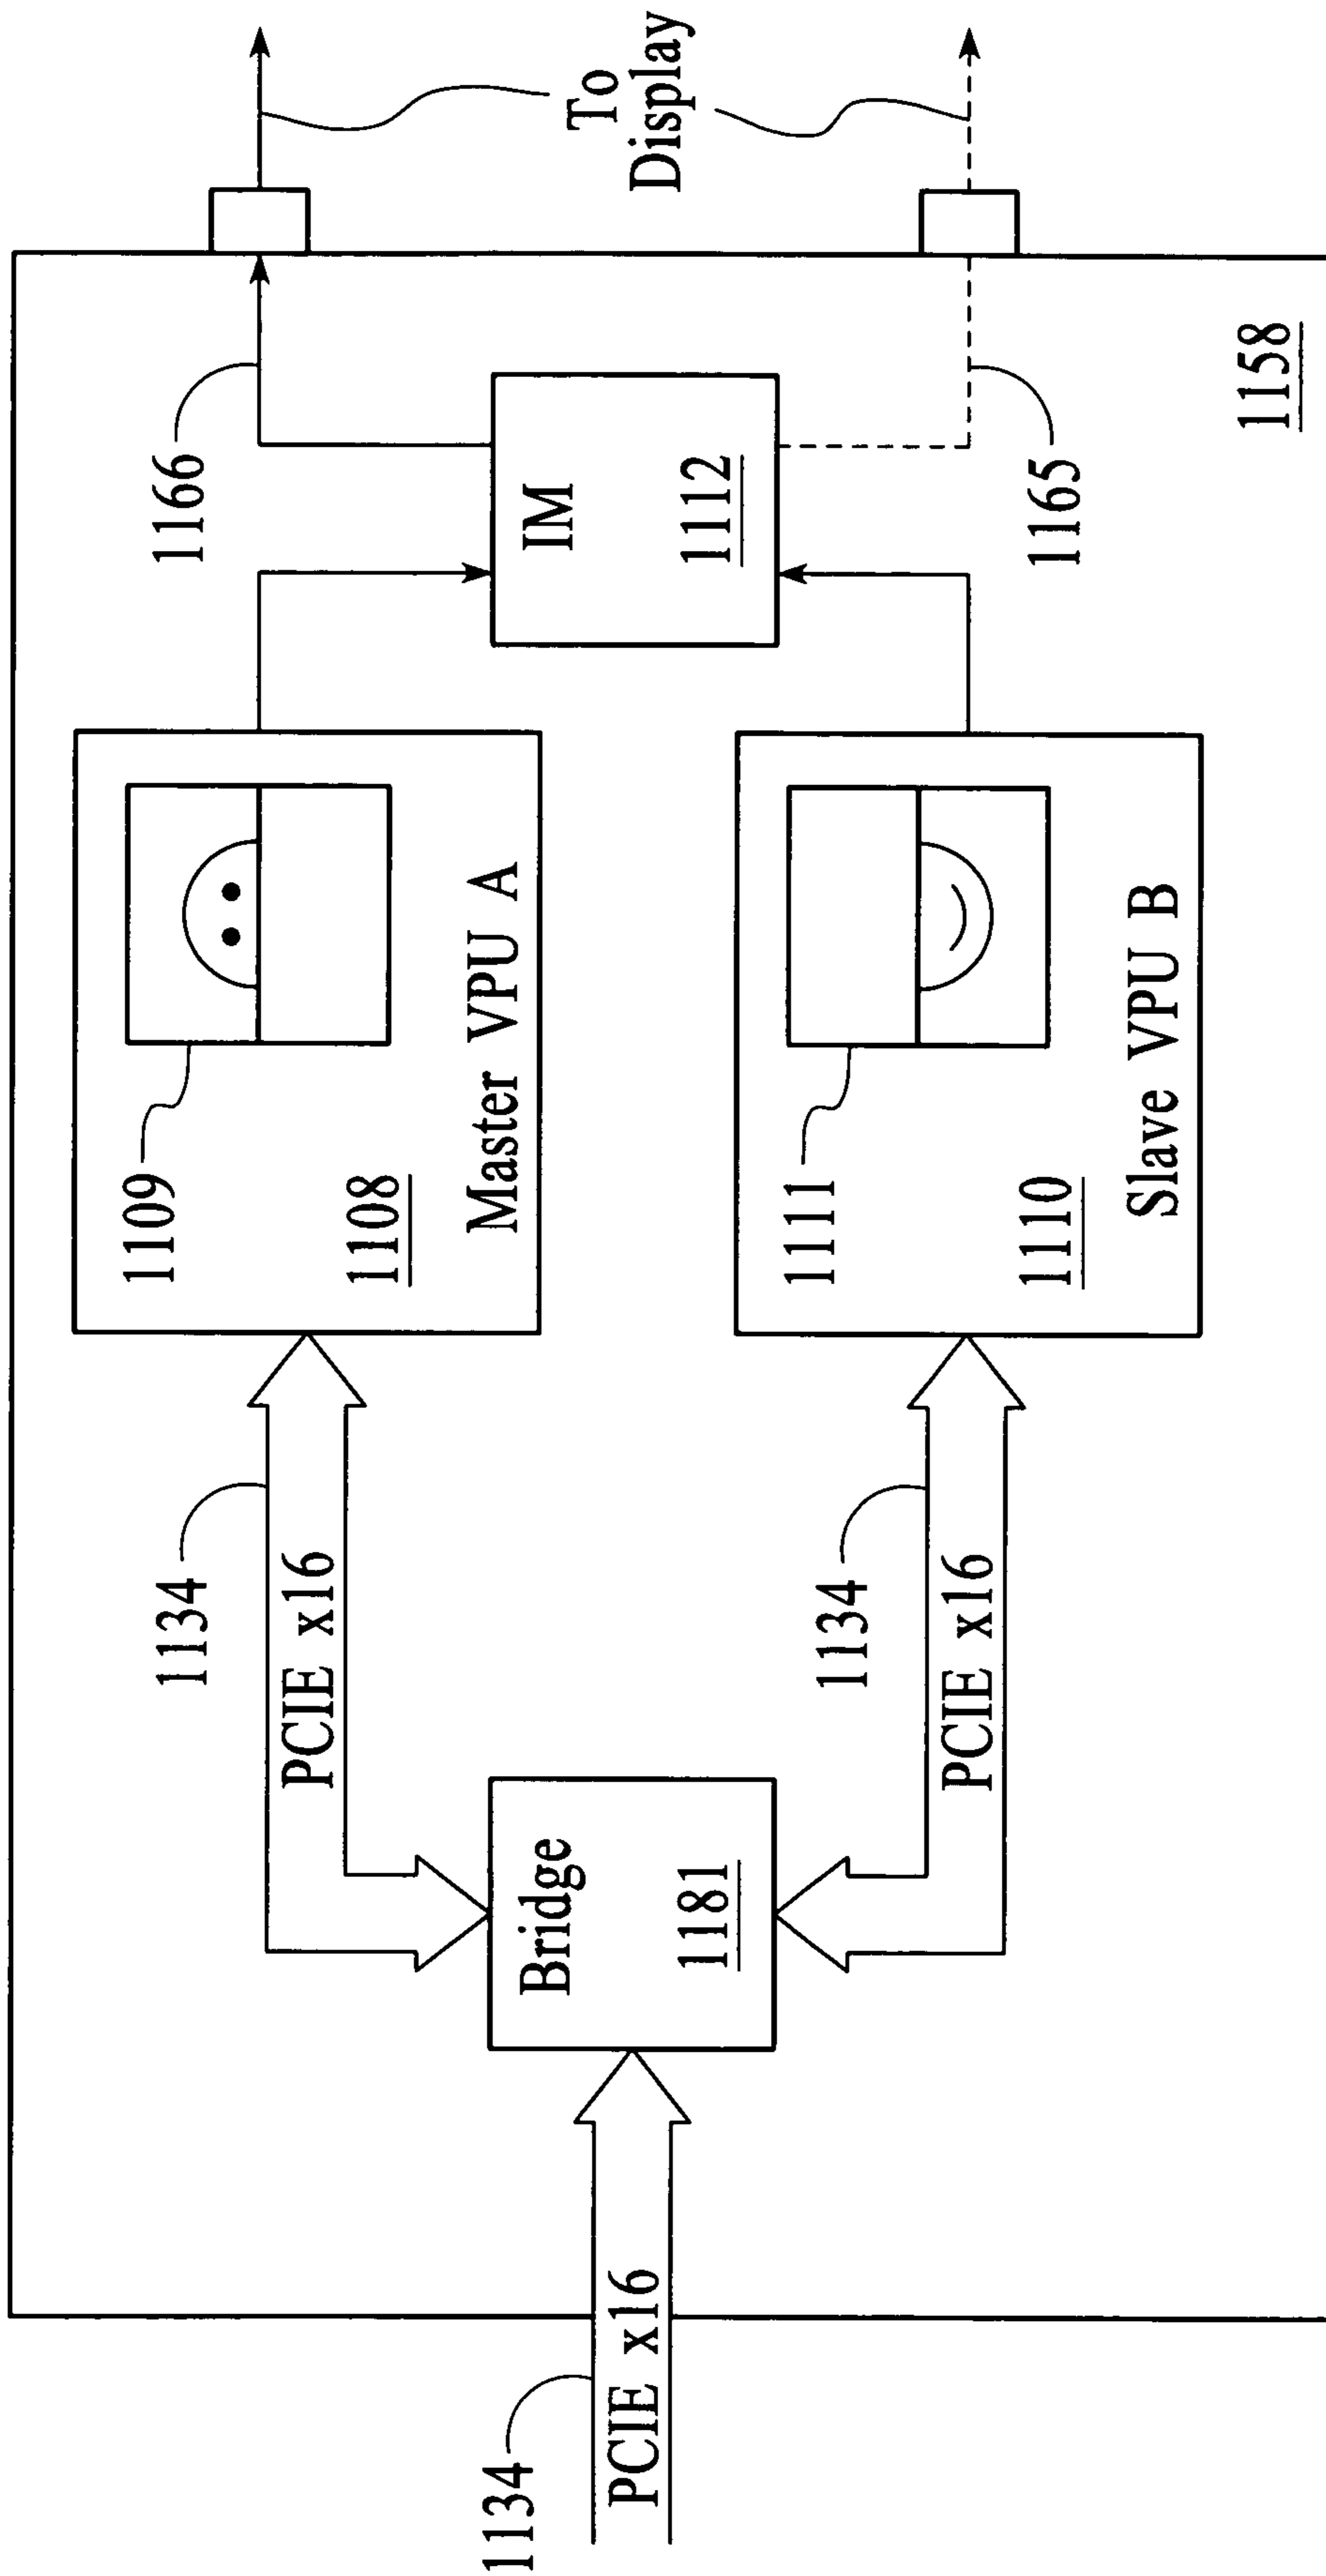 1109
1134
1166
PCIE x16
1108
Master VPU A
1134
Bridge
IM
To
Display
PCIE x16
1181
1112
1111
1134
PCIE x16
1110
1165
Slave VPU B
1158